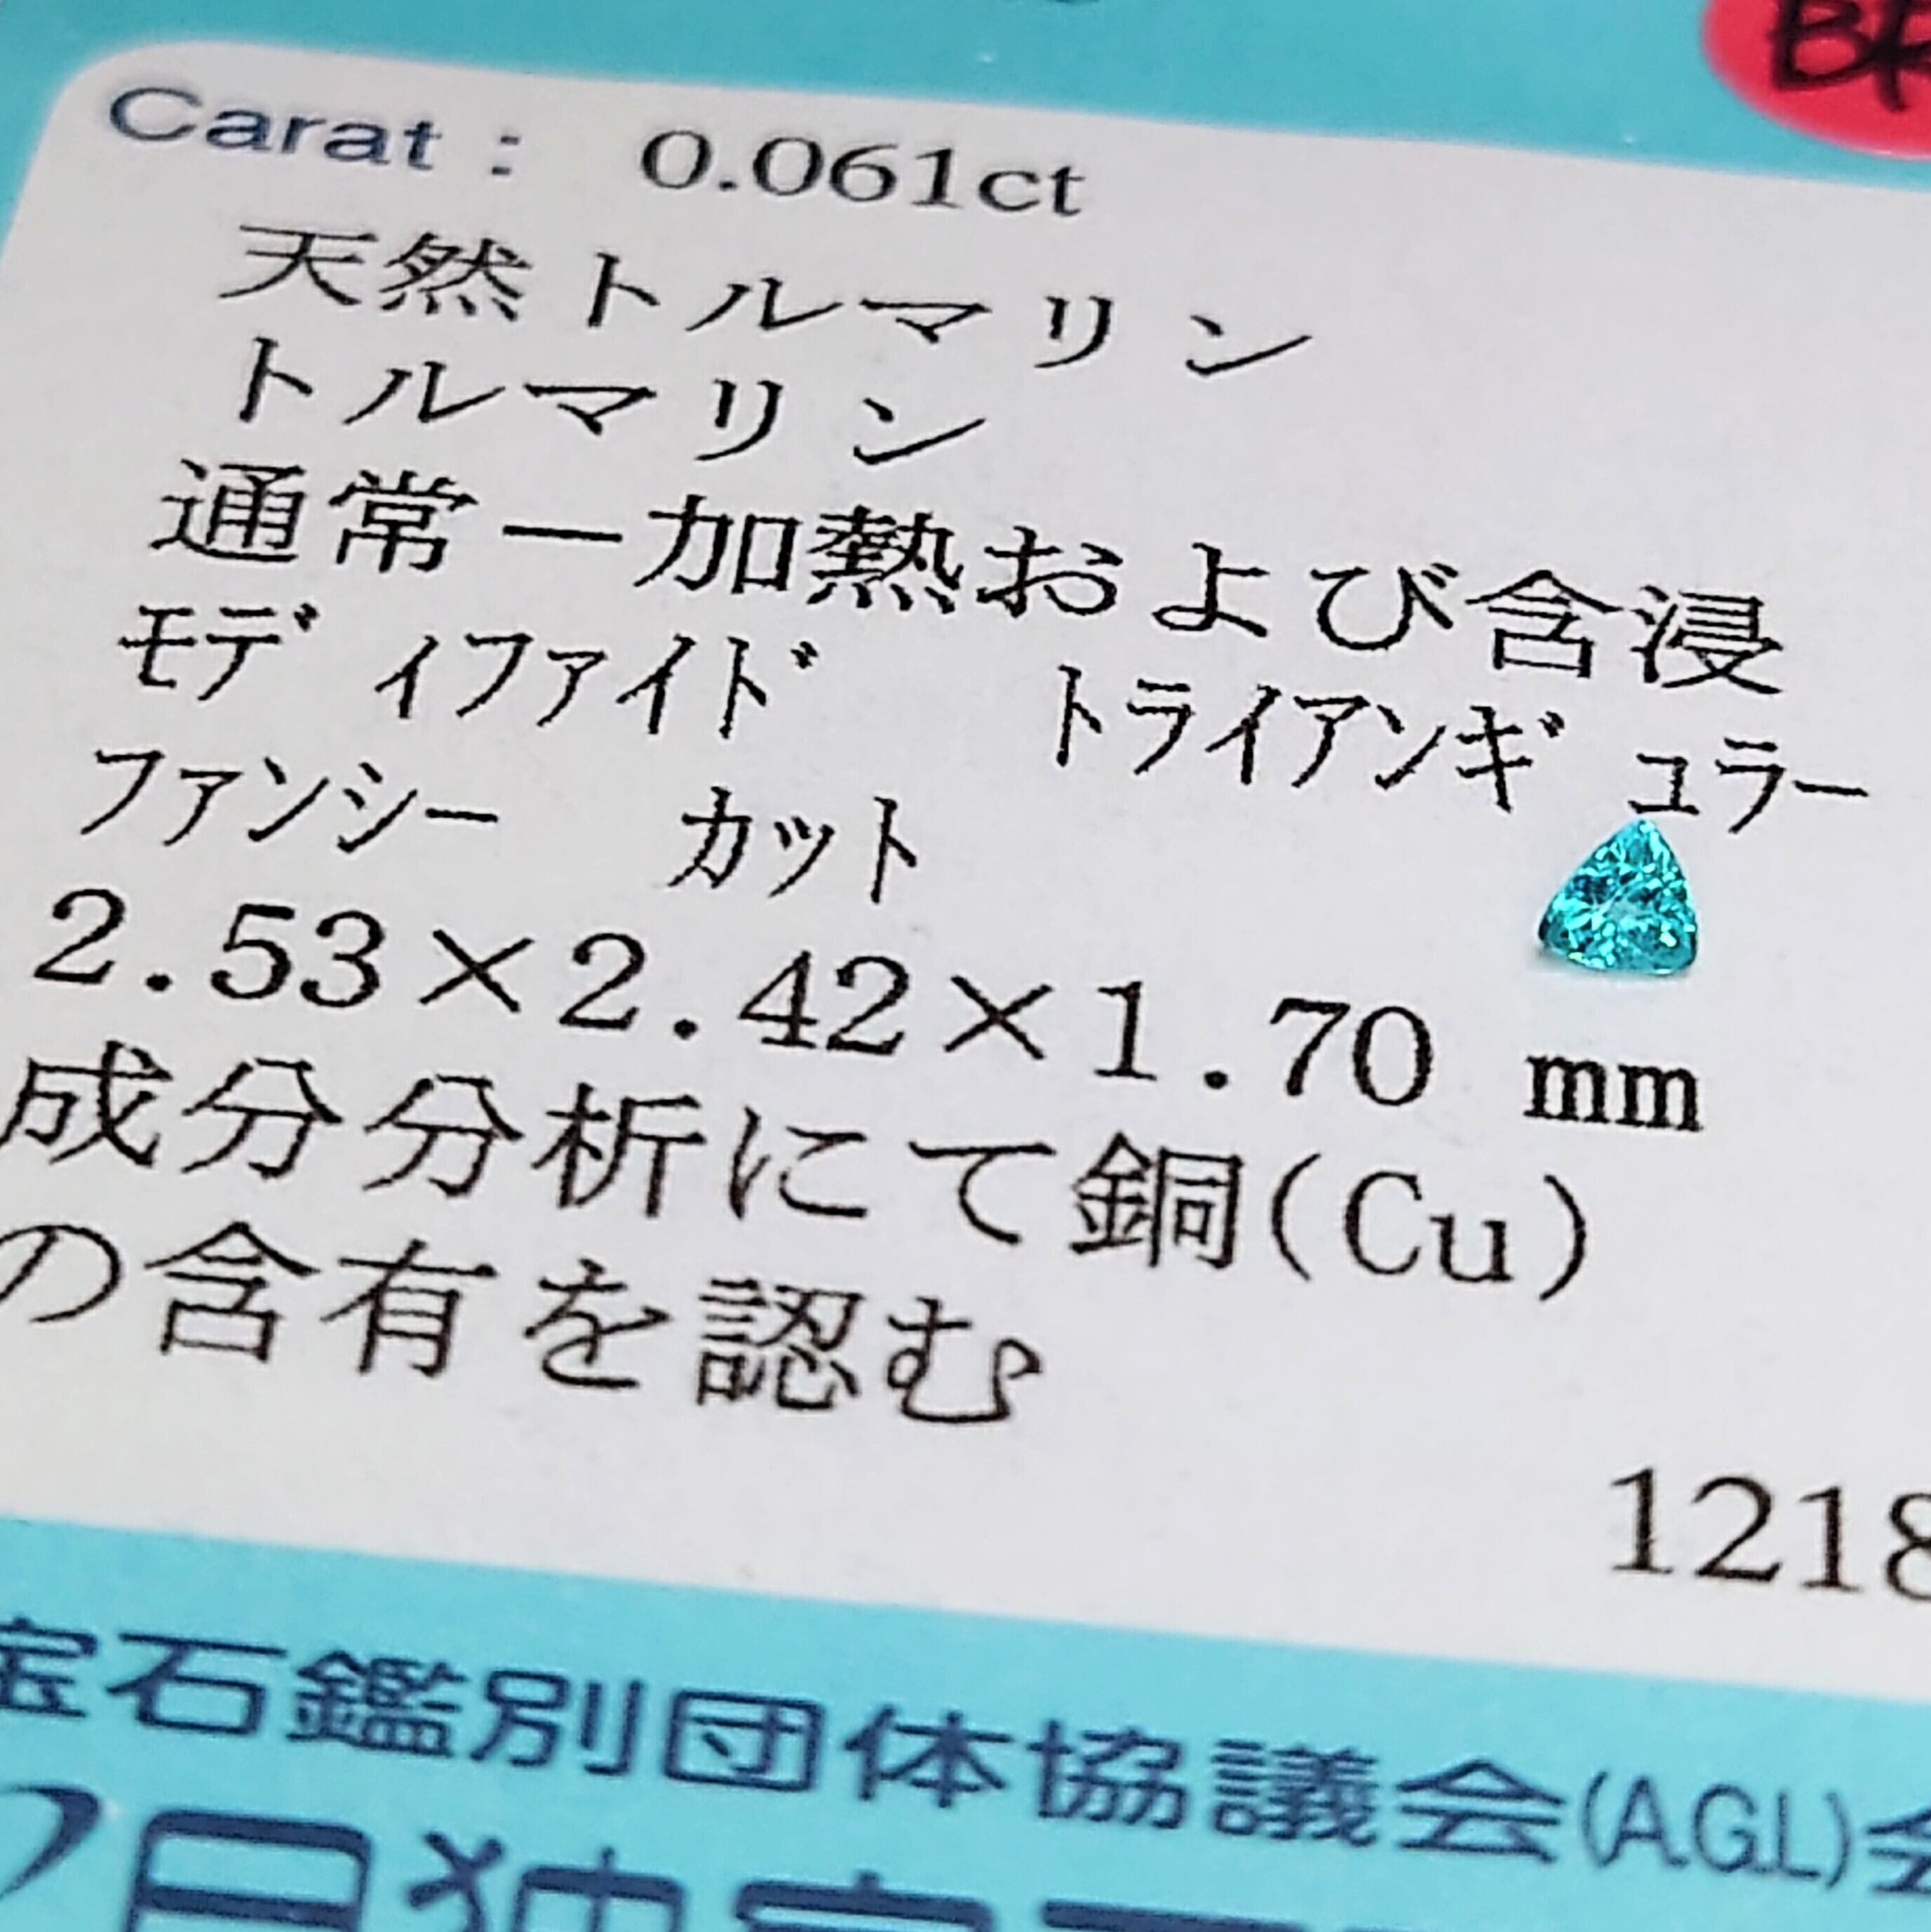 Carat : 0.061ct
天然トルマリン
トルマリン
通常ー加熱および含浸
ﾓﾃﾞｨﾌｧｲﾄﾞ ﾄﾗｲｱﾝｷﾞｭﾗｰ
ﾌｧﾝｼｰ ｶｯﾄ
2.53×2.42×1.70 mm
成分分析にて銅(Cu)
の含有を認む
1218
宝石鑑別団体協議会(A.G.L)会
日独宝